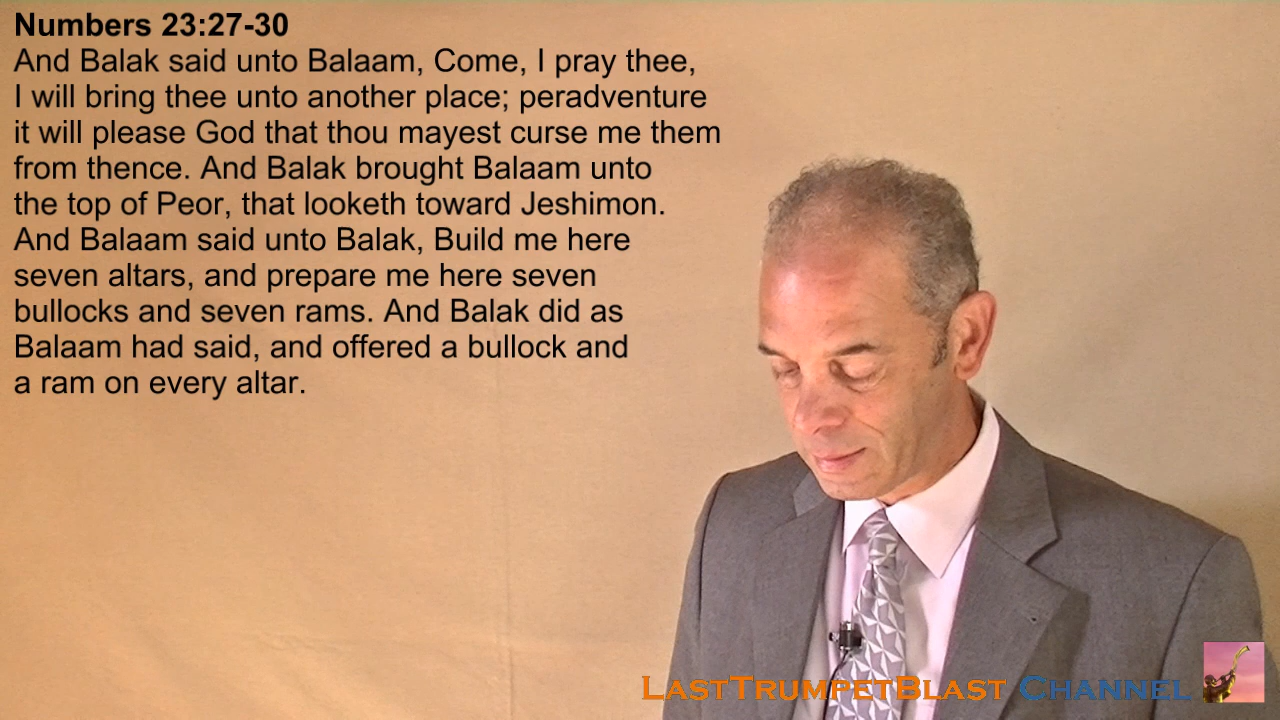 Numbers 23:27-30
And Balak said unto Balaam, Come, I pray thee,
I will bring thee unto another place; peradventure
it will please God that thou mayest curse me them
from thence. And Balak brought Balaam unto
the top of Peor, that looketh toward Jeshimon.
And Balaam said unto Balak, Build me here
seven altars, and prepare me here seven
bullocks and seven rams. And Balak did as
Balaam had said, and offered a bullock and
a ram on every altar.
LastTrumpetBlast Channel